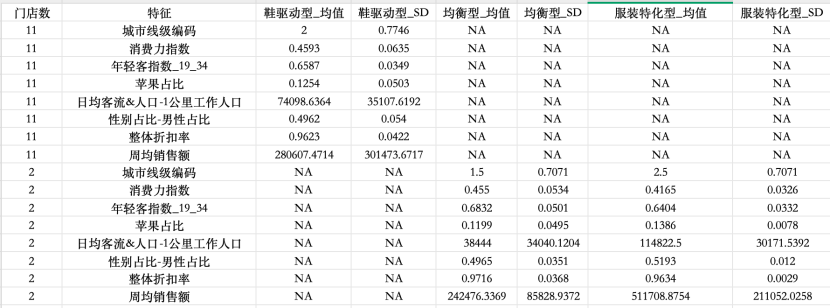 门店数 特征 鞋驱动型_均值 鞋驱动型_SD 均衡型_均值 均衡型_SD 服装特化型_均值 服装特化型_SD
11 城市线级编码 2 0.7746 NA NA NA NA
11 消费力指数 0.4593 0.0635 NA NA NA NA
11 年轻客指数_19_34 0.6587 0.0349 NA NA NA NA
11 苹果占比 0.1254 0.0503 NA NA NA NA
11 日均客流&人口-1公里工作人口 74098.6364 35107.6192 NA NA NA NA
11 性别占比-男性占比 0.4962 0.054 NA NA NA NA
11 整体折扣率 0.9623 0.0422 NA NA NA NA
11 周均销售额 280607.4714 301473.6717 NA NA NA NA
2 城市线级编码 NA NA 1.5 0.7071 2.5 0.7071
2 消费力指数 NA NA 0.455 0.0534 0.4165 0.0326
2 年轻客指数_19_34 NA NA 0.6832 0.0501 0.6404 0.0332
2 苹果占比 NA NA 0.1199 0.0495 0.1386 0.0078
2 日均客流&人口-1公里工作人口 NA NA 38444 34040.1204 114822.5 30171.5392
2 性别占比-男性占比 NA NA 0.4965 0.0351 0.5193 0.012
2 整体折扣率 NA NA 0.9716 0.0368 0.9634 0.0029
2 周均销售额 NA NA 242476.3369 85828.9372 511708.8754 211052.0258